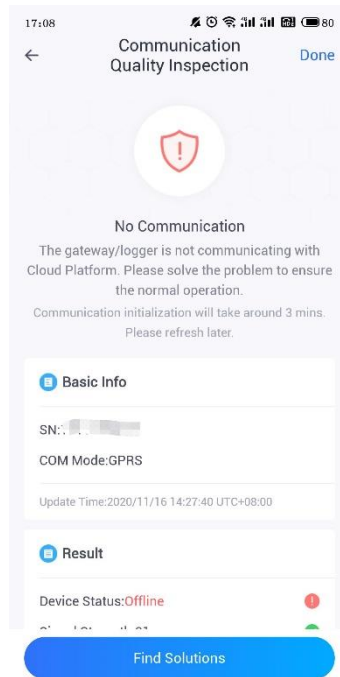 17:08
80
Communication
Quality Inspection
Done
No Communication
The gateway/logger is not communicating with
Cloud Platform. Please solve the problem to ensure
the normal operation.
Communication initialization will take around 3 mins.
Please refresh later.
Basic Info
SN:
COM Mode:GPRS
Update Time:2020/11/16 14:27:40 UTC+08:00
Result
Device Status:Offline
Find Solutions